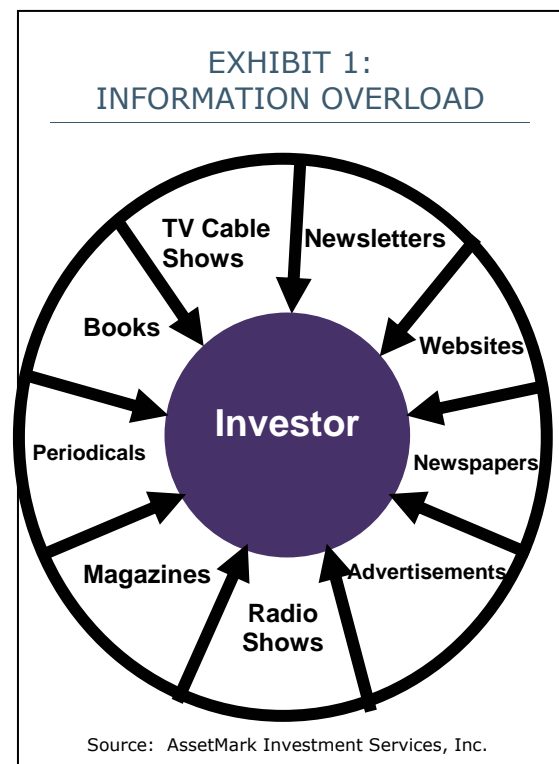 EXHIBIT 1:
INFORMATION OVERLOAD
TV Cable
Shows
Newsletters
Books
Websites
Investor
Periodicals
Newspapers
Magazines
Advertisements
Radio
Shows
Source: AssetMark Investment Services, Inc.